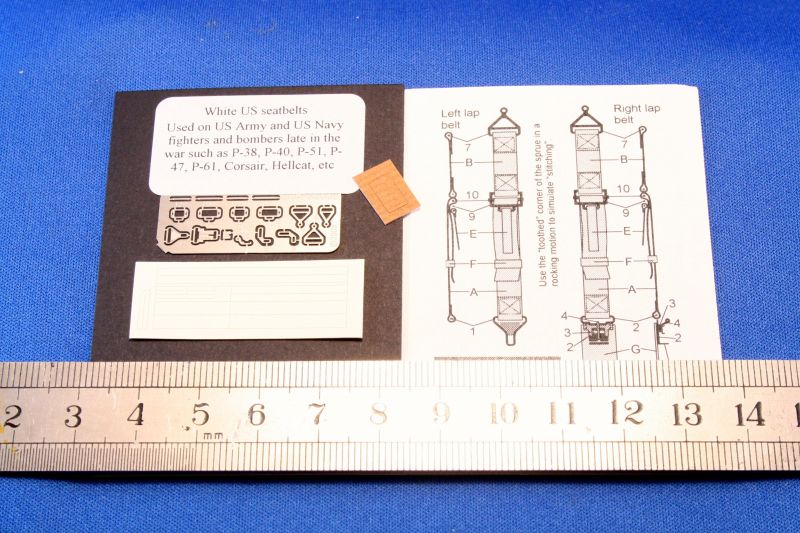 White US seatbelts
Used on US Army and US Navy
fighters and bombers late in the
war such as P-38, P-40, P-51, P-
47, P-61, Corsair, Hellcat, etc
Left lap
belt
7
B
10
9
E
F
A
1
Use the "toothed" corner of the sprue in a
rocking motion to simulate "stitching".
Right lap
belt
7
B
10
9
E
F
A
4
3
2
2
3
4
2
G
2 3 4 5 6 7 8 9 10 11 12 13 14
mm